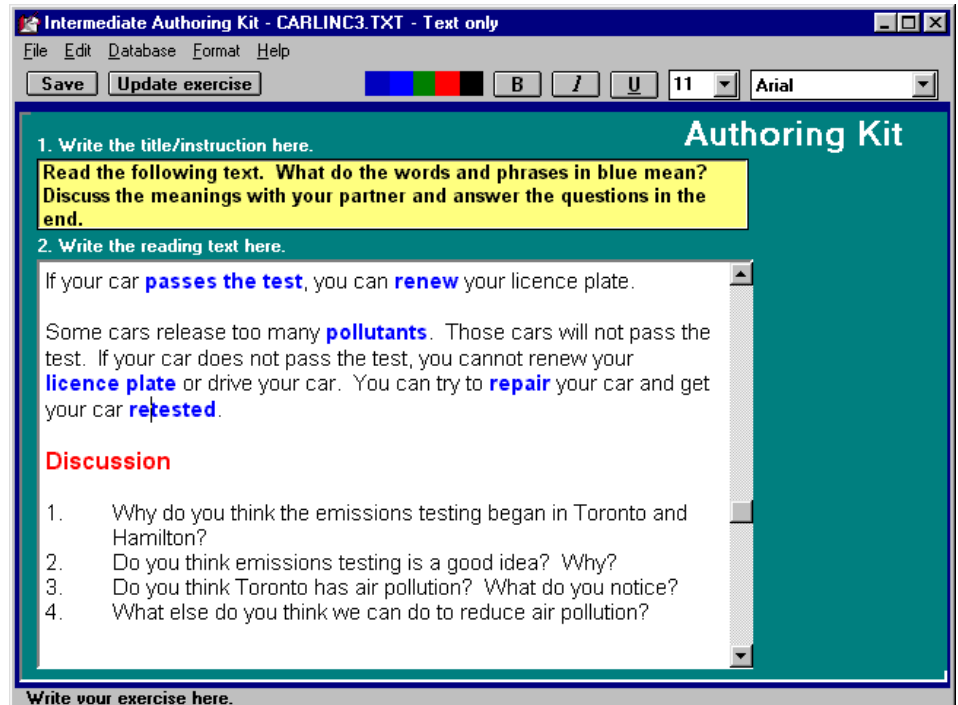 Intermediate Authoring Kit - CARLINC3.TXT - Text only
File Edit Database Format Help
Save Update exercise B I U 11 Arial
Authoring Kit
1. Write the title/instruction here.
Read the following text. What do the words and phrases in blue mean?
Discuss the meanings with your partner and answer the questions in the
end.
2. Write the reading text here.
If your car passes the test, you can renew your licence plate.
Some cars release too many pollutants. Those cars will not pass the
test. If your car does not pass the test, you cannot renew your
licence plate or drive your car. You can try to repair your car and get
your car retested.
Discussion
1. Why do you think the emissions testing began in Toronto and
Hamilton?
2. Do you think emissions testing is a good idea? Why?
3. Do you think Toronto has air pollution? What do you notice?
4. What else do you think we can do to reduce air pollution?
Write your exercise here.